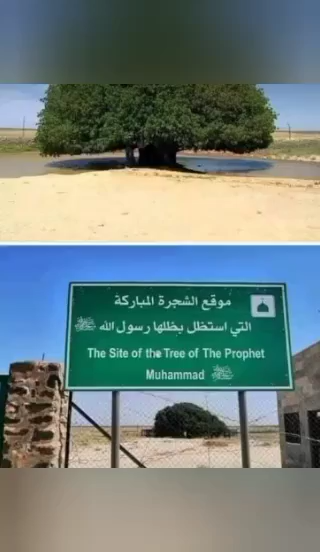 موقع الشجرة المباركة
التي استظل بظلها رسول الله ﷺ
The Site of the Tree of The Prophet
Muhammad ﷺ